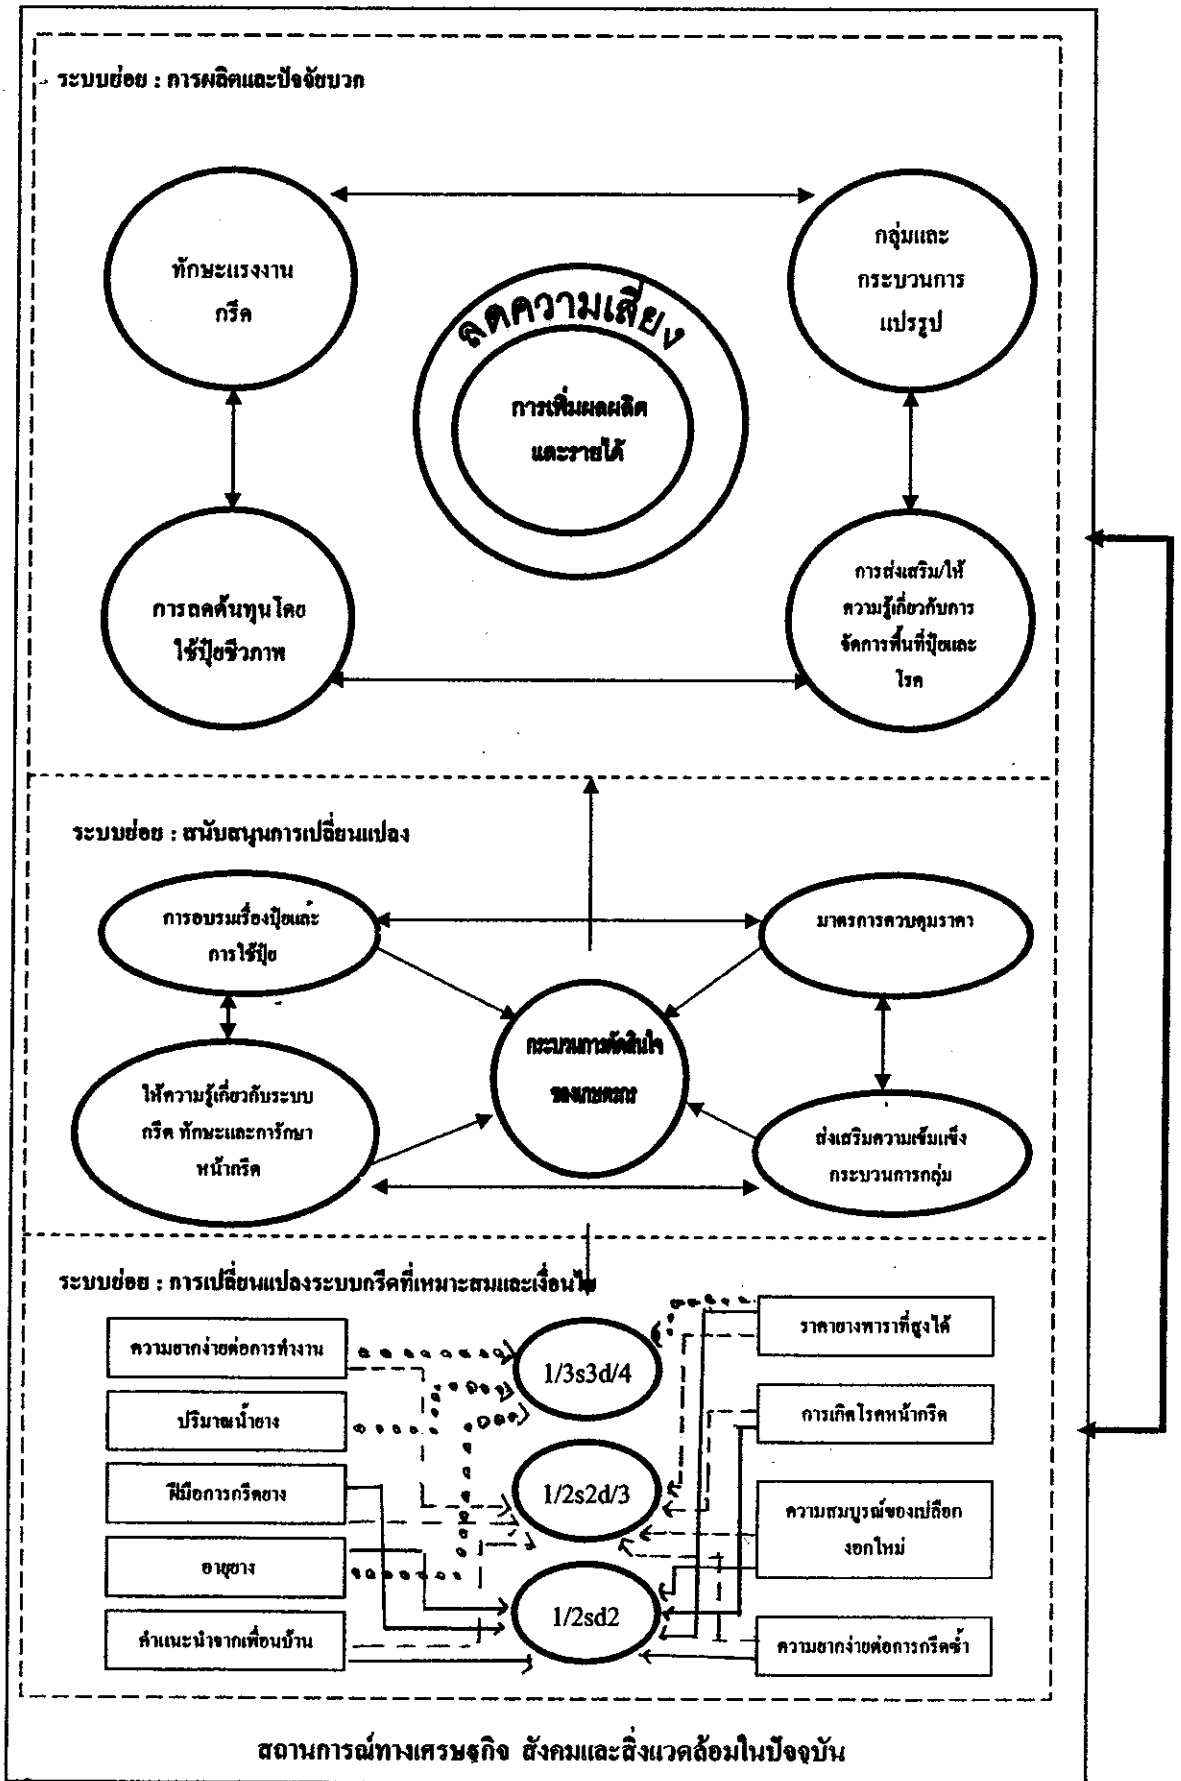 ระบบย่อย : การผลิตและปัจจัยบวก
ทักษะแรงงาน
กรีด
กลุ่มและ
กระบวนการ
แปรรูป
ลดความเสี่ยง
การเพิ่มผลผลิต
และรายได้
การลดต้นทุนโดย
ใช้ปุ๋ยชีวภาพ
การส่งเสริม/ให้
ความรู้เกี่ยวกับการ
จัดการพื้นที่ปุ๋ยและ
โรค
ระบบย่อย : สนับสนุนการเปลี่ยนแปลง
การอบรมเรื่องปุ๋ยและ
การใช้ปุ๋ย
มาตรการควบคุมราคา
กระบวนการตัดสินใจ
ของเกษตรกร
ให้ความรู้เกี่ยวกับระบบ
กรีด ทักษะและการักษา
หน้ากรีด
ส่งเสริมความเข้มแข็ง
กระบวนการกลุ่ม
ระบบย่อย : การเปลี่ยนแปลงระบบกรีดที่เหมาะสมและเงื่อนไข
ความยากง่ายต่อการทำงาน
ปริมาณน้ำยาง
ฝีมือการกรีดยาง
อายุยาง
คำแนะนำจากเพื่อนบ้าน
1/3s3d/4
1/2s2d/3
1/2sd2
ราคายางพาราที่สูงได้
การเกิดโรคหน้ากรีด
ความสมบูรณ์ของเปลือก
งอกใหม่
ความยากง่ายต่อการกรีดซ้ำ
สถานการณ์ทางเศรษฐกิจ สังคมและสิ่งแวดล้อมในปัจจุบัน